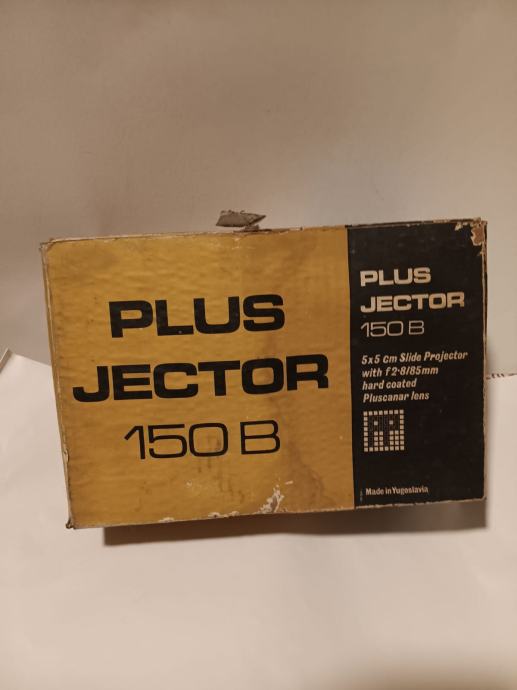 PLUS
JECTOR
150 B
PLUS
JECTOR
150 B
5x5 cm Slide Projector
with f2·8/85mm
hard coated
Pluscanar lens
Made in Yugoslavia